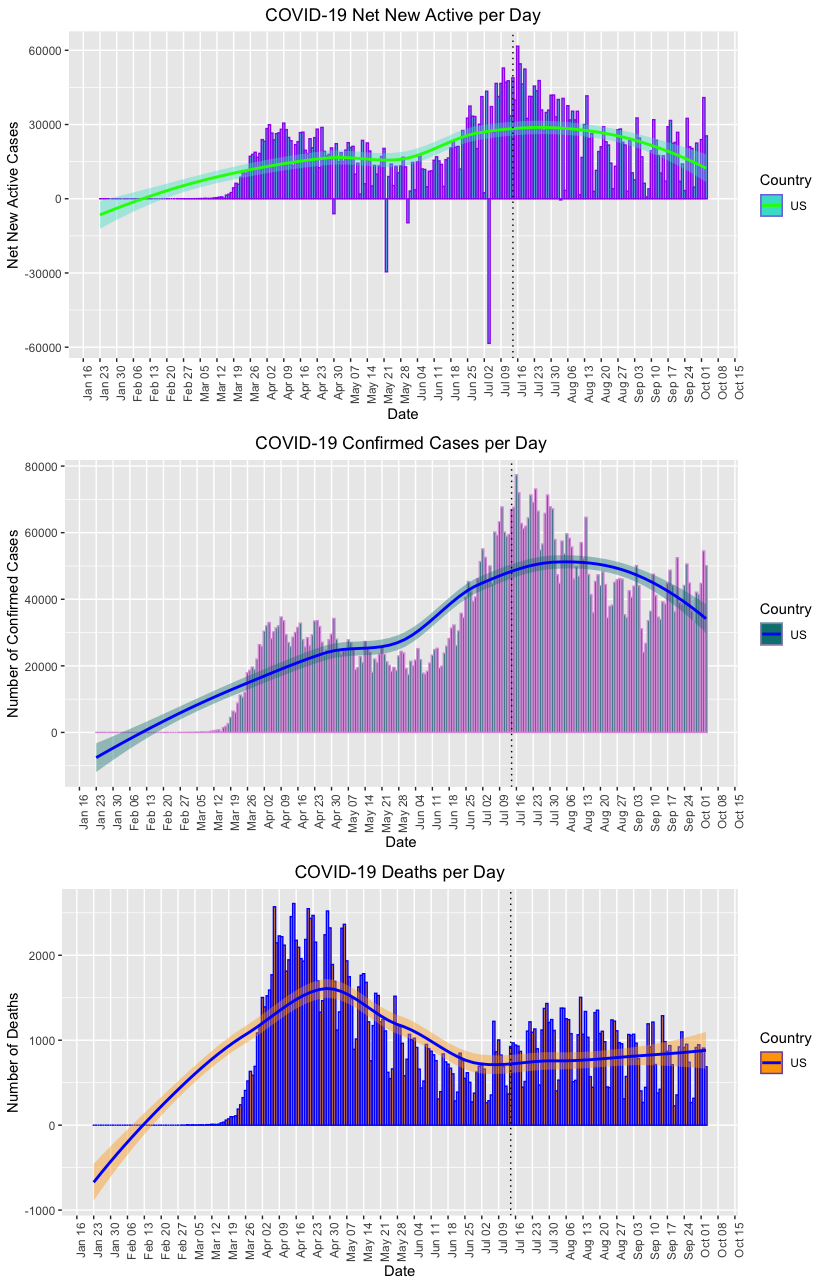 COVID-19 Net New Active per Day
60000
30000
0
-30000
-60000
Net New Active Cases
Jan 16
Jan 23
Jan 30
Feb 06
Feb 13
Feb 20
Feb 27
Mar 05
Mar 12
Mar 19
Mar 26
Apr 02
Apr 09
Apr 16
Apr 23
Apr 30
May 07
May 14
May 21
May 28
Jun 04
Jun 11
Jun 18
Jun 25
Jul 02
Jul 09
Jul 16
Jul 23
Jul 30
Aug 06
Aug 13
Aug 20
Aug 27
Sep 03
Sep 10
Sep 17
Sep 24
Oct 01
Oct 08
Oct 15
Date
Country
US
COVID-19 Confirmed Cases per Day
80000
60000
40000
20000
0
Number of Confirmed Cases
Jan 16
Jan 23
Jan 30
Feb 06
Feb 13
Feb 20
Feb 27
Mar 05
Mar 12
Mar 19
Mar 26
Apr 02
Apr 09
Apr 16
Apr 23
Apr 30
May 07
May 14
May 21
May 28
Jun 04
Jun 11
Jun 18
Jun 25
Jul 02
Jul 09
Jul 16
Jul 23
Jul 30
Aug 06
Aug 13
Aug 20
Aug 27
Sep 03
Sep 10
Sep 17
Sep 24
Oct 01
Oct 08
Oct 15
Date
Country
US
COVID-19 Deaths per Day
2000
1000
0
-1000
Number of Deaths
Jan 16
Jan 23
Jan 30
Feb 06
Feb 13
Feb 20
Feb 27
Mar 05
Mar 12
Mar 19
Mar 26
Apr 02
Apr 09
Apr 16
Apr 23
Apr 30
May 07
May 14
May 21
May 28
Jun 04
Jun 11
Jun 18
Jun 25
Jul 02
Jul 09
Jul 16
Jul 23
Jul 30
Aug 06
Aug 13
Aug 20
Aug 27
Sep 03
Sep 10
Sep 17
Sep 24
Oct 01
Oct 08
Oct 15
Date
Country
US